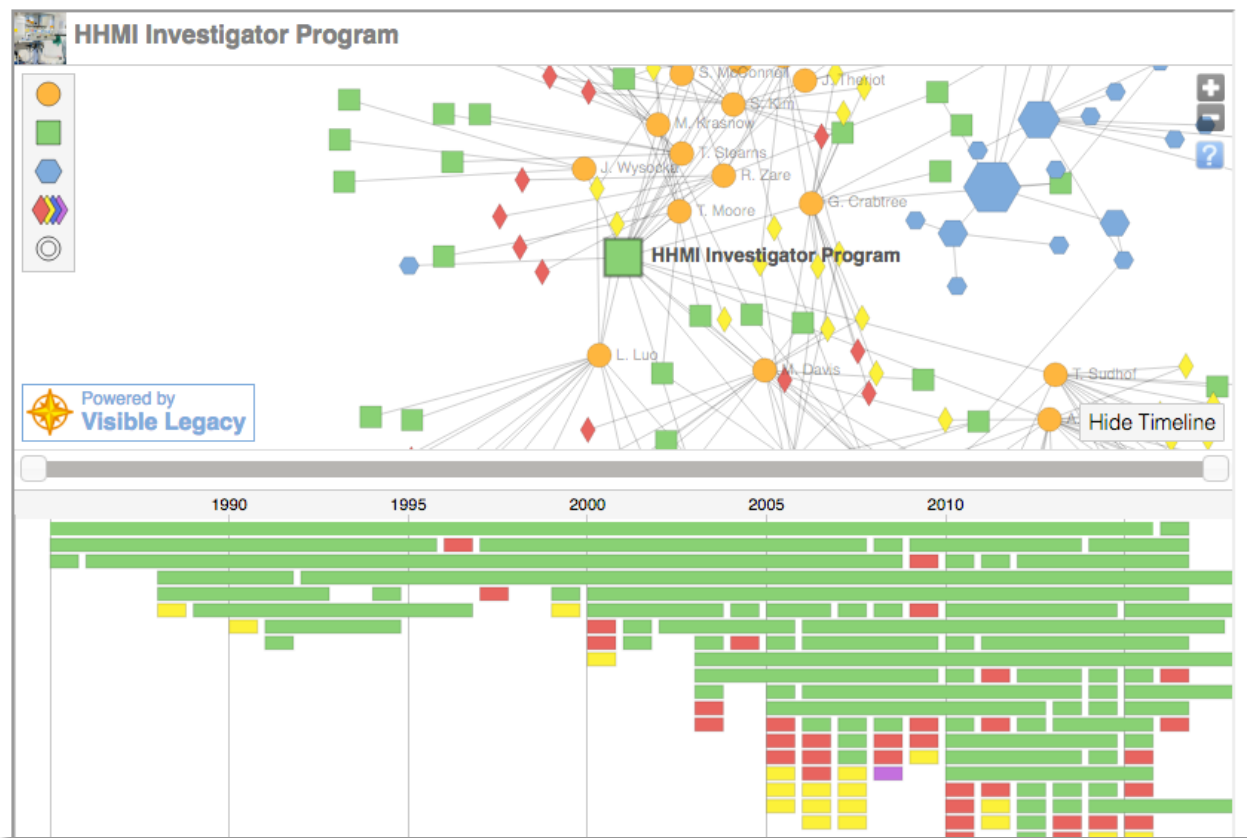 HHMI Investigator Program
S. McConnell
J. Theriot
S. Kim
M. Krasnow
T. Stearns
J. Wysocka
R. Zare
G. Crabtree
T. Moore
HHMI Investigator Program
L. Luo
M. Davis
T. Sudhof
Powered by
Visible Legacy
Hide Timeline
1990 1995 2000 2005 2010